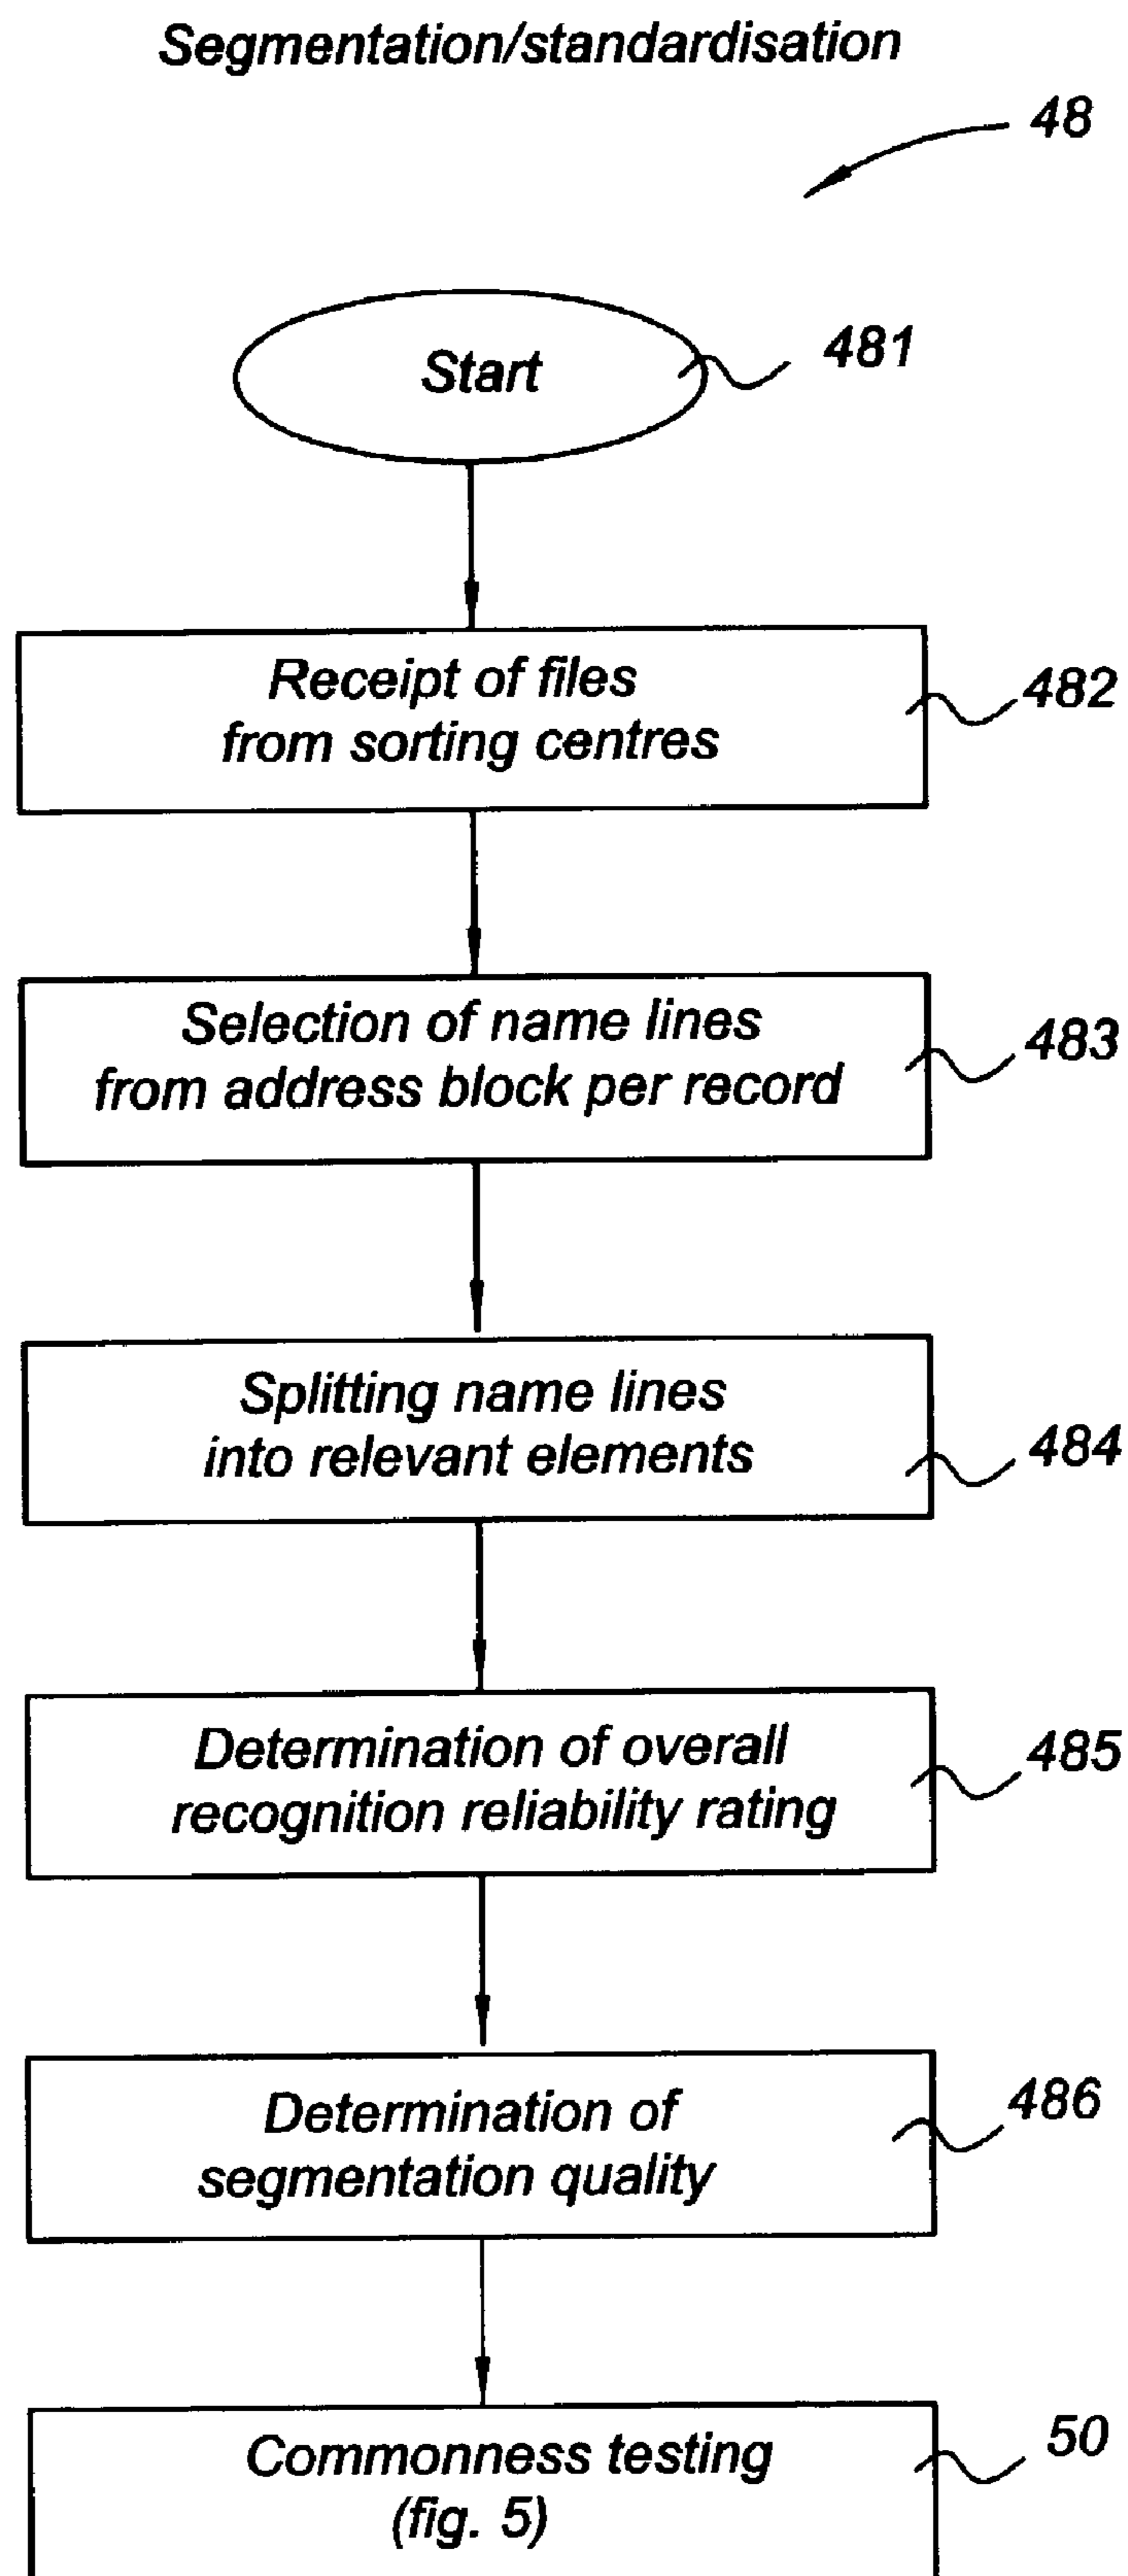 Segmentation/standardisation
48
Start
481
Receipt of files
from sorting centres
482
Selection of name lines
from address block per record
483
Splitting name lines
into relevant elements
484
Determination of overall
recognition reliability rating
485
Determination of
segmentation quality
486
Commonness testing
(fig. 5)
50